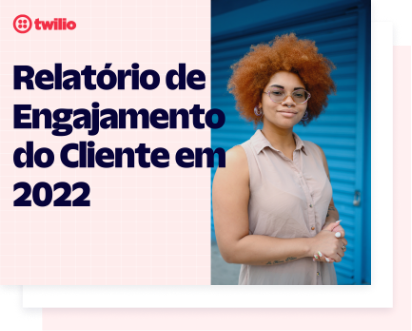 twilio
Relatório de
Engajamento
do Cliente em
2022